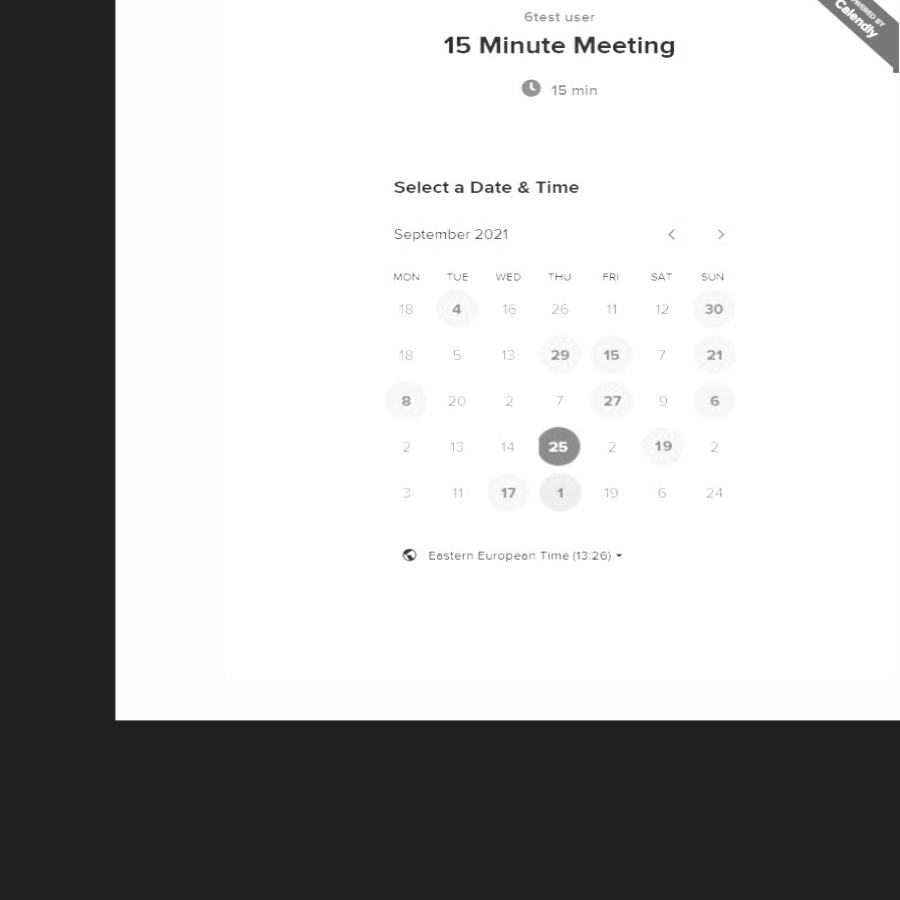 6test user
15 Minute Meeting
15 min
POWERED BY
Calendly
Select a Date & Time
September 2021
MON TUE WED THU FRI SAT SUN
18 4 16 26 11 12 30
18 5 13 29 15 7 21
8 20 2 7 27 9 6
2 13 14 25 2 19 2
3 11 17 1 19 6 24
Eastern European Time (13:26)